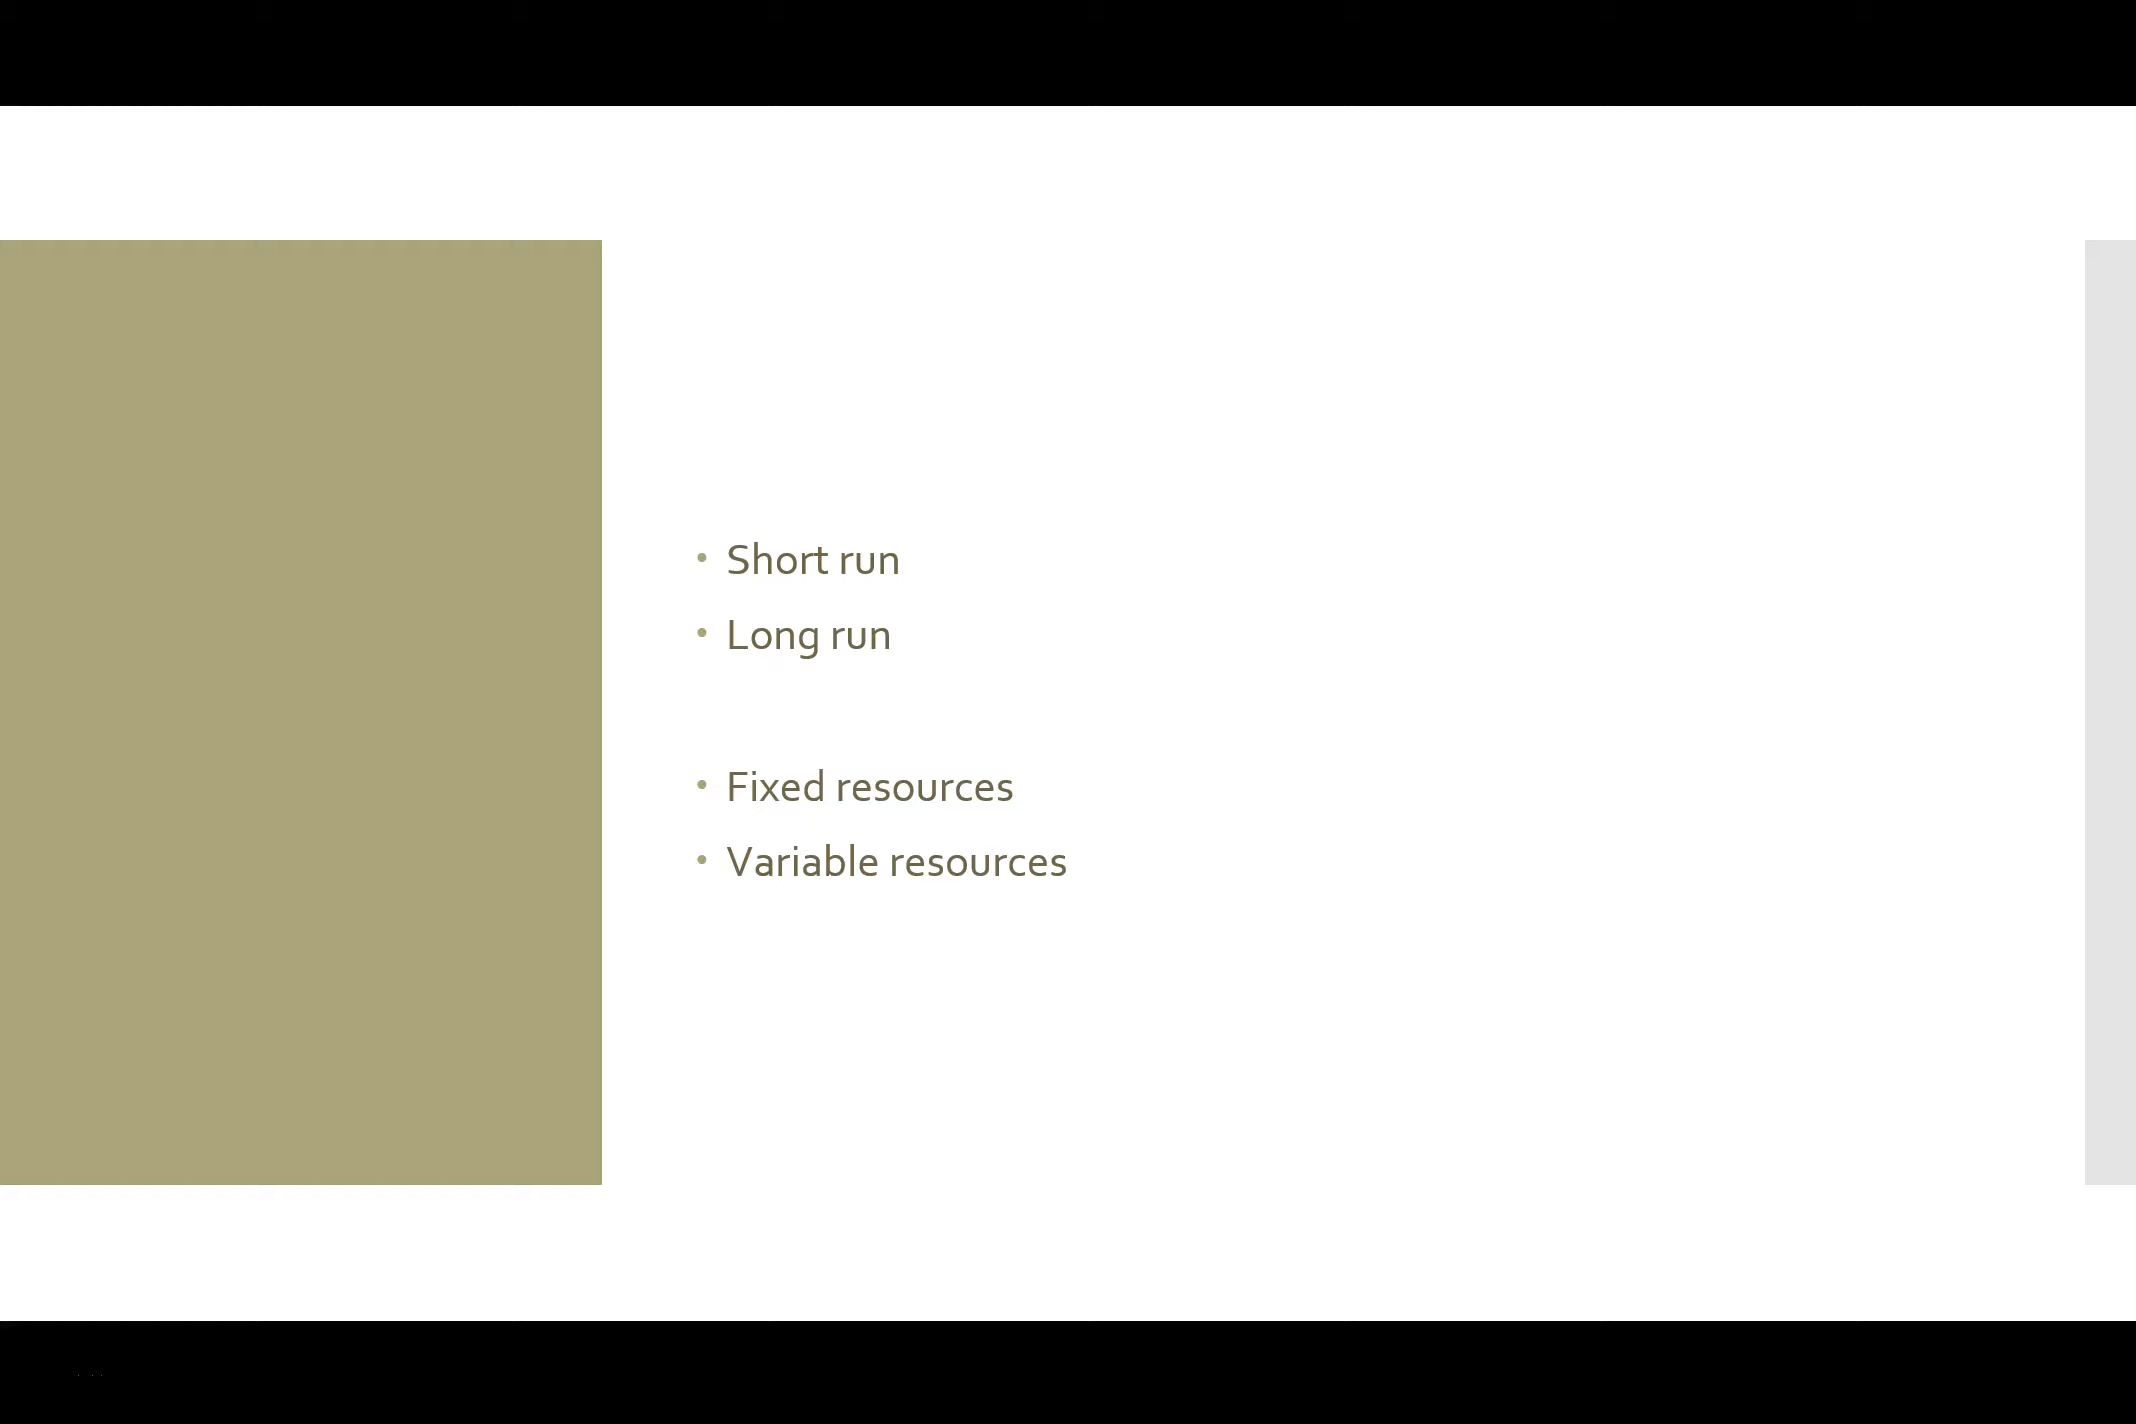 • Short run
• Long run
• Fixed resources
• Variable resources